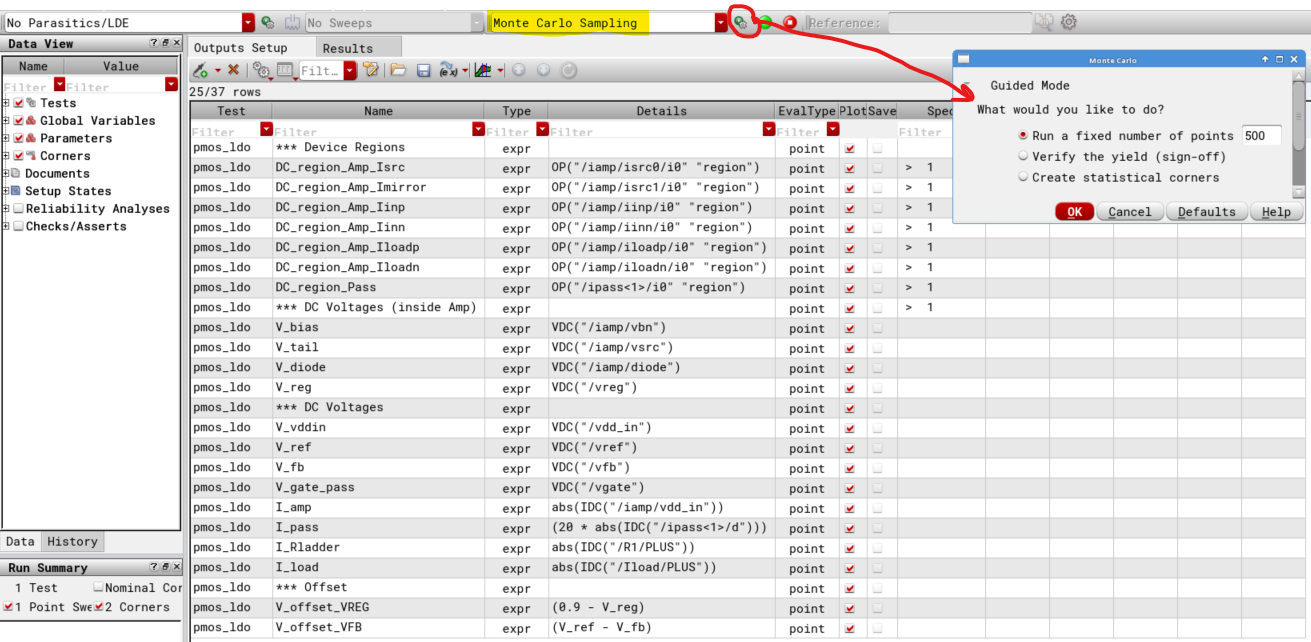 No Parasitics/LDE No Sweeps Monte Carlo Sampling Reference:
Data View
Name Value
Filter Filter
Tests
Global Variables
Parameters
Corners
Documents
Setup States
Reliability Analyses
Checks/Asserts
Data History
Run Summary
1 Test Nominal Cor
1 Point Swe 2 Corners
Outputs Setup Results
Filt…
25/37 rows
Test Name Type Details EvalType Plot Save Spec
Filter Filter Filter Filter Filter Filter
pmos_ldo *** Device Regions expr point
pmos_ldo DC_region_Amp_Isrc expr OP("/iamp/isrc0/i0" "region") point > 1
pmos_ldo DC_region_Amp_Imirror expr OP("/iamp/isrc1/i0" "region") point > 1
pmos_ldo DC_region_Amp_Iinp expr OP("/iamp/iinp/i0" "region") point > 1
pmos_ldo DC_region_Amp_Iinn expr OP("/iamp/iinn/i0" "region") point > 1
pmos_ldo DC_region_Amp_Iloadp expr OP("/iamp/iloadp/i0" "region") point > 1
pmos_ldo DC_region_Amp_Iloadn expr OP("/iamp/iloadn/i0" "region") point > 1
pmos_ldo DC_region_Pass expr OP("/ipass<1>/i0" "region") point > 1
pmos_ldo *** DC Voltages (inside Amp) expr point > 1
pmos_ldo V_bias expr VDC("/iamp/vbn") point
pmos_ldo V_tail expr VDC("/iamp/vsrc") point
pmos_ldo V_diode expr VDC("/iamp/diode") point
pmos_ldo V_reg expr VDC("/vreg") point
pmos_ldo *** DC Voltages expr point
pmos_ldo V_vddin expr VDC("/vdd_in") point
pmos_ldo V_ref expr VDC("/vref") point
pmos_ldo V_fb expr VDC("/vfb") point
pmos_ldo V_gate_pass expr VDC("/vgate") point
pmos_ldo I_amp expr abs(IDC("/iamp/vdd_in")) point
pmos_ldo I_pass expr (20 * abs(IDC("/ipass<1>/d"))) point
pmos_ldo I_Rladder expr abs(IDC("/R1/PLUS")) point
pmos_ldo I_load expr abs(IDC("/Iload/PLUS")) point
pmos_ldo *** Offset expr point
pmos_ldo V_offset_VREG expr (0.9 - V_reg) point
pmos_ldo V_offset_VFB expr (V_ref - V_fb) point
Monte Carlo
Guided Mode
What would you like to do?
Run a fixed number of points 500
Verify the yield (sign-off)
Create statistical corners
OK Cancel Defaults Help